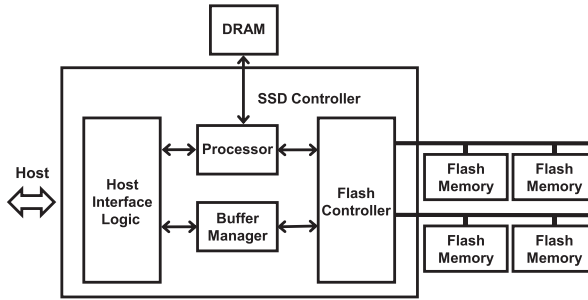 DRAM
SSD Controller
Host
Host
Interface
Logic
Processor
Buffer
Manager
Flash
Controller
Flash
Memory
Flash
Memory
Flash
Memory
Flash
Memory